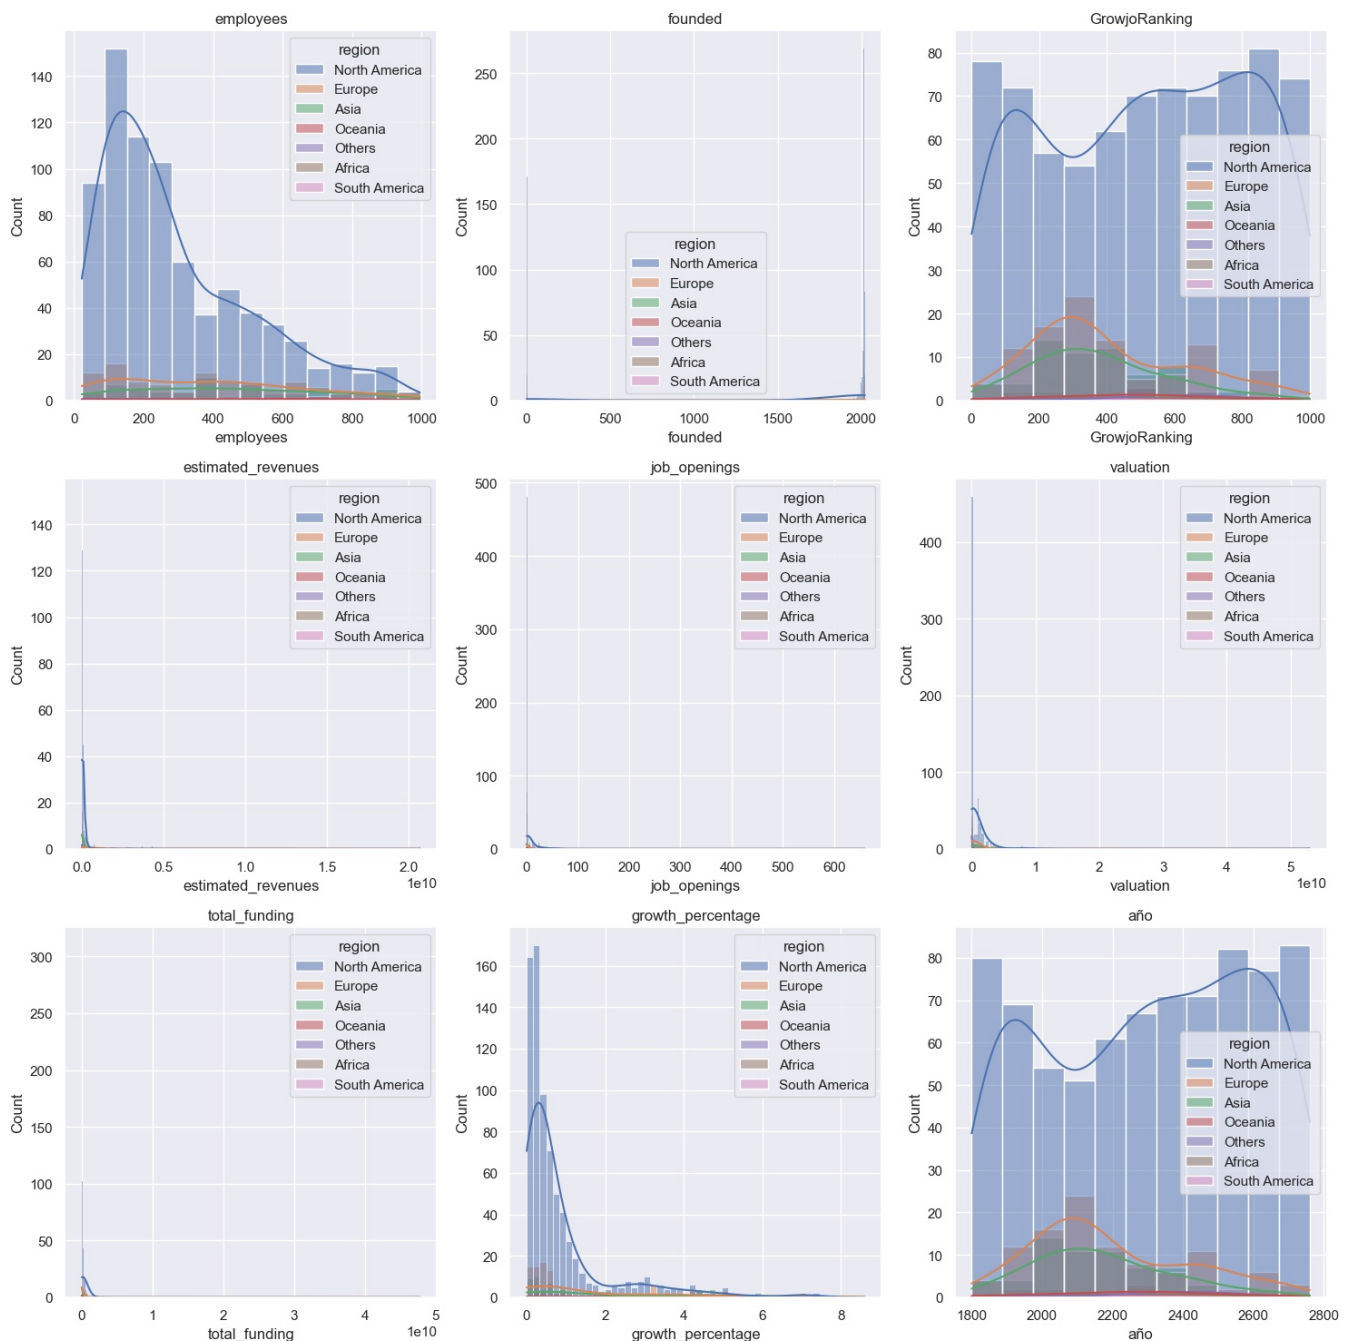 employees
Count
140
120
100
80
60
40
20
0
region
North America
Europe
Asia
Oceania
Others
Africa
South America
0 200 400 600 800 1000
employees
founded
Count
250
200
150
100
50
0
region
North America
Europe
Asia
Oceania
Others
Africa
South America
0 500 1000 1500 2000
founded
GrowjoRanking
Count
80
70
60
50
40
30
20
10
0
region
North America
Europe
Asia
Oceania
Others
Africa
South America
0 200 400 600 800 1000
GrowjoRanking
estimated_revenues
Count
140
120
100
80
60
40
20
0
region
North America
Europe
Asia
Oceania
Others
Africa
South America
0.0 0.5 1.0 1.5 2.0
1e10
estimated_revenues
job_openings
Count
500
400
300
200
100
0
region
North America
Europe
Asia
Oceania
Others
Africa
South America
0 100 200 300 400 500 600
job_openings
valuation
Count
400
300
200
100
0
region
North America
Europe
Asia
Oceania
Others
Africa
South America
0 1 2 3 4 5
1e10
valuation
total_funding
Count
300
250
200
150
100
50
0
region
North America
Europe
Asia
Oceania
Others
Africa
South America
0 1 2 3 4 5
1e10
total_funding
growth_percentage
Count
160
140
120
100
80
60
40
20
0
region
North America
Europe
Asia
Oceania
Others
Africa
South America
0 2 4 6 8
growth_percentage
año
Count
80
70
60
50
40
30
20
10
0
region
North America
Europe
Asia
Oceania
Others
Africa
South America
1800 2000 2200 2400 2600 2800
año